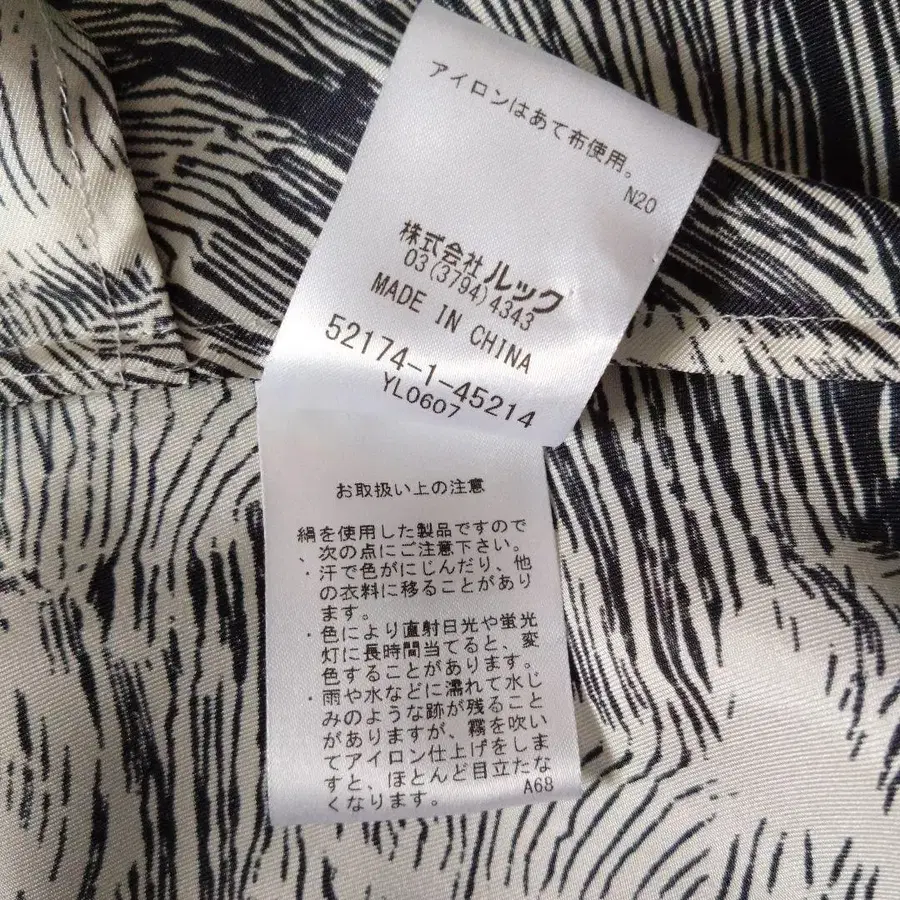 アイロンはあて布使用。
N20
株式会社ルック
03(3794)4343
MADE IN CHINA
52174-1-45214
YL0607
お取扱い上の注意
絹を使用した製品ですので
、次の点にご注意下さい。
・汗で色がにじんだり、他
の衣料に移ることがあり
ます。
・色により直射日光や蛍光
灯に長時間当てると、変
色することがあります。
・雨や水などに濡れて水じ
みのような跡が残ること
がありますが、霧を吹い
てアイロン仕上げをしま
すと、ほとんど目立たな
くなります。
A68